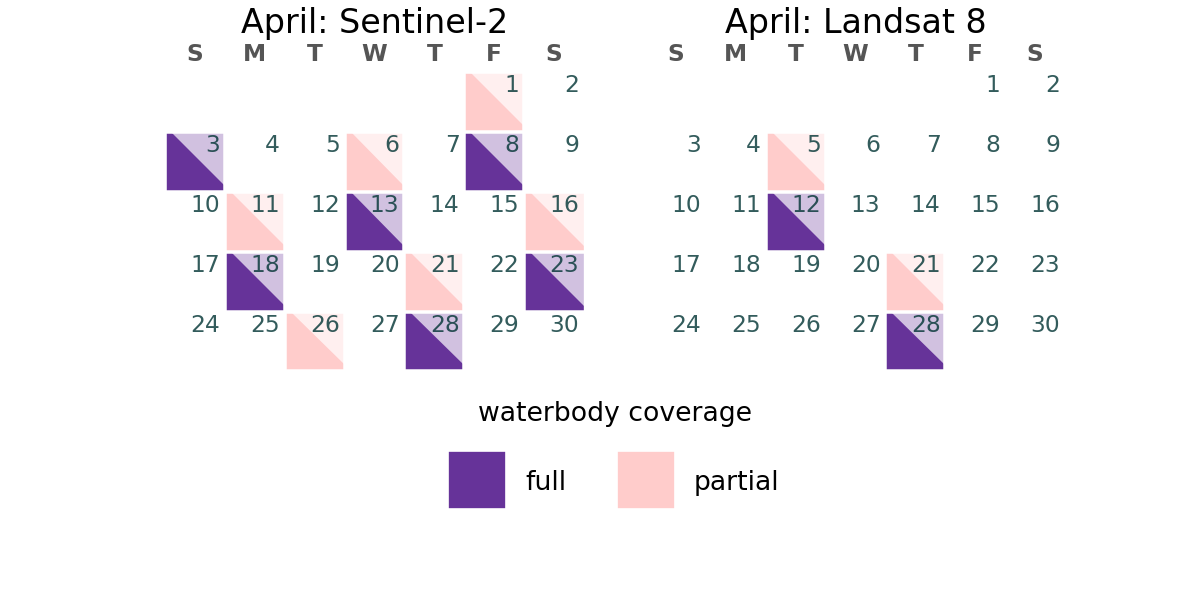 April: Sentinel-2
S M T W T F S
1 2
3 4 5 6 7 8 9
10 11 12 13 14 15 16
17 18 19 20 21 22 23
24 25 26 27 28 29 30
April: Landsat 8
S M T W T F S
1 2
3 4 5 6 7 8 9
10 11 12 13 14 15 16
17 18 19 20 21 22 23
24 25 26 27 28 29 30
waterbody coverage
full partial